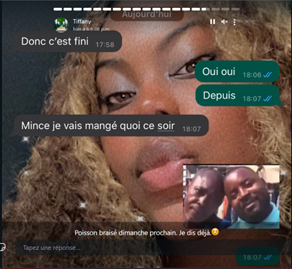 Aujourd'hui
Tiffany
Donc c'est fini
17:58
Oui oui
18:06
Depuis
18:07
Mince je vais mangé quoi ce soir
18:07
Poisson braisé dimanche prochain. Je dis déjà.😋
Tapez une réponse...
18:07